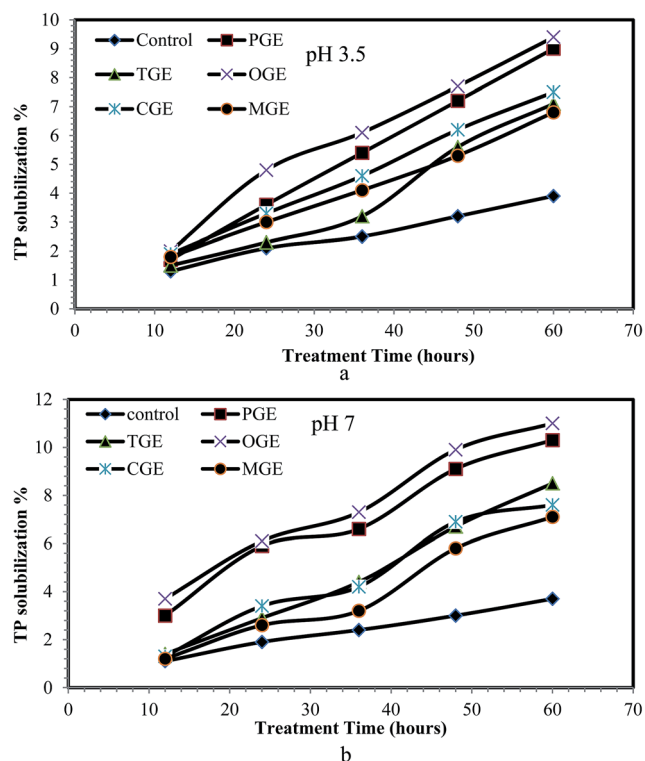 10
9
8
7
6
5
4
3
2
1
0
TP solubilization %
Control PGE
TGE OGE
CGE MGE
pH 3.5
0 10 20 30 40 50 60 70
Treatment Time (hours)
a
12
10
8
6
4
2
0
TP solubilization %
control PGE
TGE OGE
CGE MGE
pH 7
0 10 20 30 40 50 60 70
Treatment Time (hours)
b